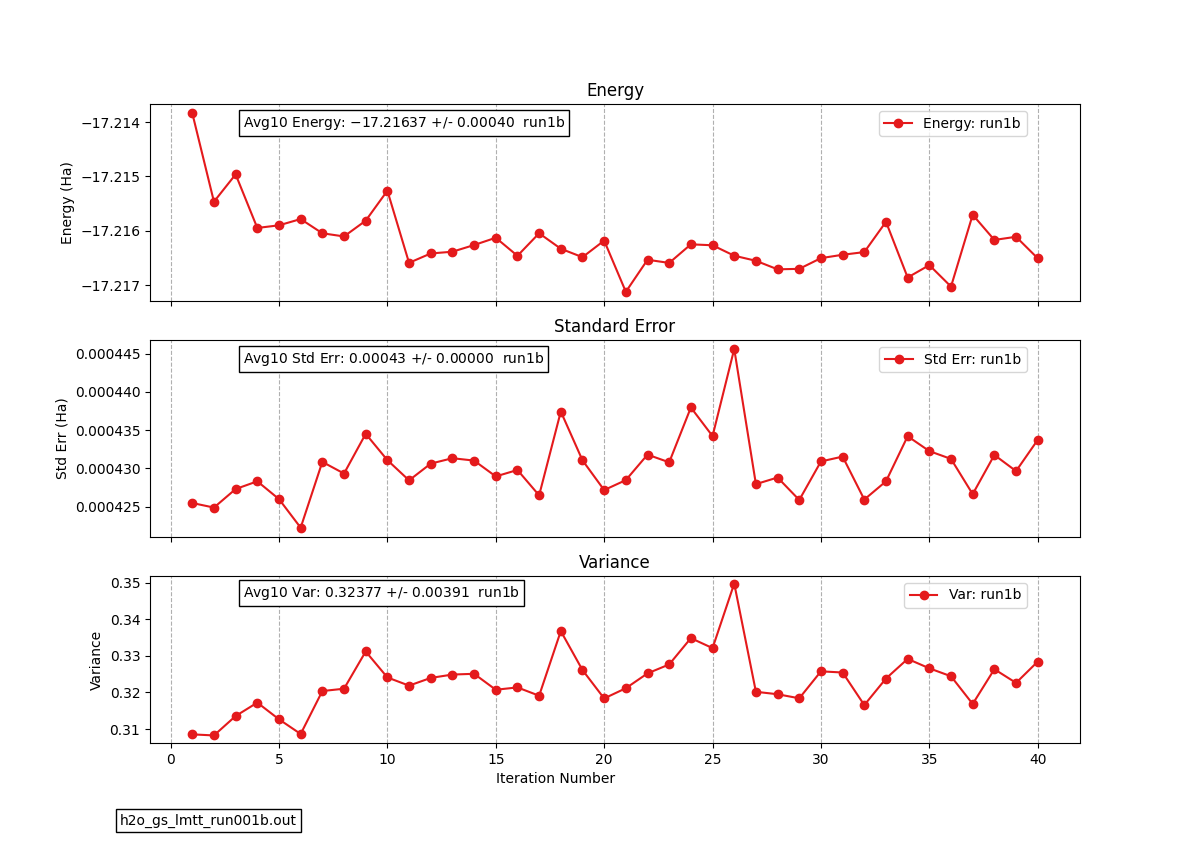 Energy
Avg10 Energy: −17.21637 +/- 0.00040  run1b
Energy: run1b
−17.214
−17.215
−17.216
−17.217
Energy (Ha)
Standard Error
Avg10 Std Err: 0.00043 +/- 0.00000  run1b
Std Err: run1b
0.000445
0.000440
0.000435
0.000430
0.000425
Std Err (Ha)
Variance
Avg10 Var: 0.32377 +/- 0.00391  run1b
Var: run1b
0.35
0.34
0.33
0.32
0.31
Variance
0 5 10 15 20 25 30 35 40
Iteration Number
h2o_gs_lmtt_run001b.out